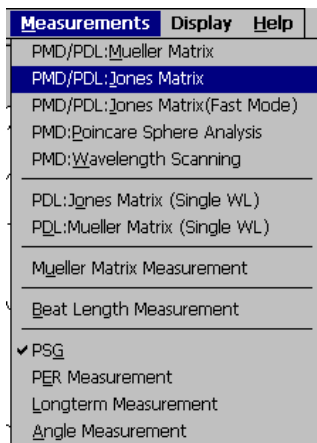 Measurements Display Help
PMD/PDL:Mueller Matrix
PMD/PDL:Jones Matrix
PMD/PDL:Jones Matrix(Fast Mode)
PMD:Poincare Sphere Analysis
PMD:Wavelength Scanning
PDL:Jones Matrix (Single WL)
PDL:Mueller Matrix (Single WL)
Mueller Matrix Measurement
Beat Length Measurement
✓PSG
PER Measurement
Longterm Measurement
Angle Measurement